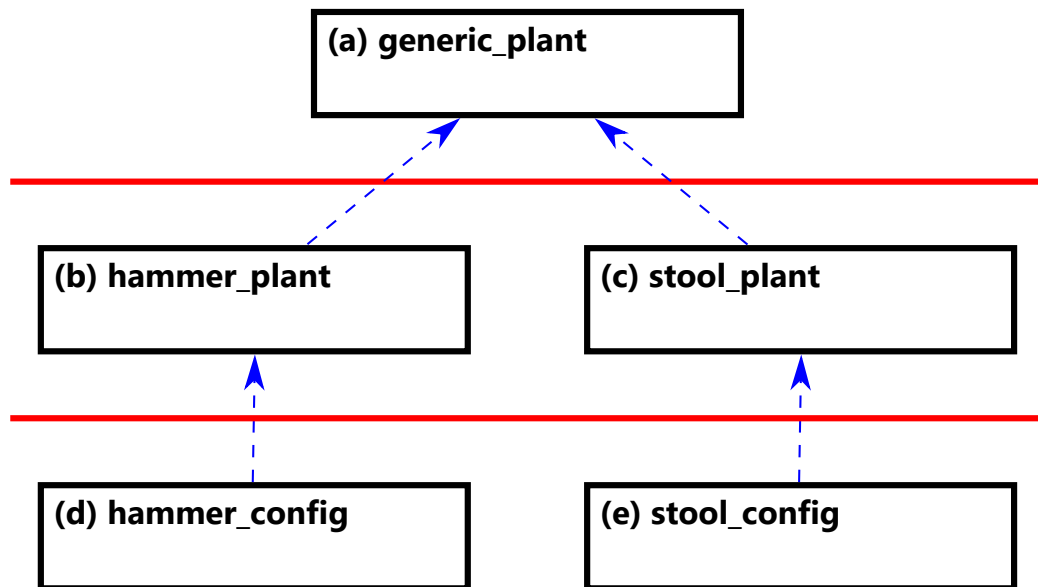 (a) generic_plant
(b) hammer_plant
(c) stool_plant
(d) hammer_config
(e) stool_config